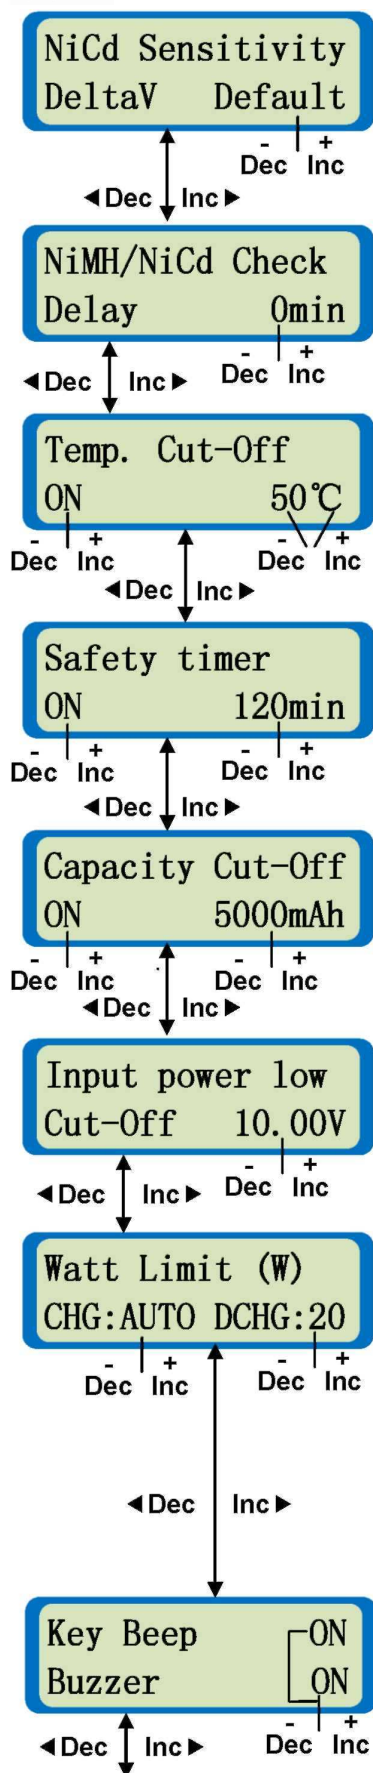 NiCd Sensitivity
DeltaV Default
- +
Dec Inc
◄Dec Inc►
NiMH/NiCd Check
Delay 0min
- +
Dec Inc
◄Dec Inc►
Temp. Cut-Off
ON 50℃
- + - +
Dec Inc Dec Inc
◄Dec Inc►
Safety timer
ON 120min
- + - +
Dec Inc Dec Inc
◄Dec Inc►
Capacity Cut-Off
ON 5000mAh
- + - +
Dec Inc Dec Inc
◄Dec Inc►
Input power low
Cut-Off 10.00V
- +
Dec Inc
◄Dec Inc►
Watt Limit (W)
CHG:AUTO DCHG:20
- + - +
Dec Inc Dec Inc
◄Dec Inc►
Key Beep ON
Buzzer ON
- +
Dec Inc
◄Dec Inc►